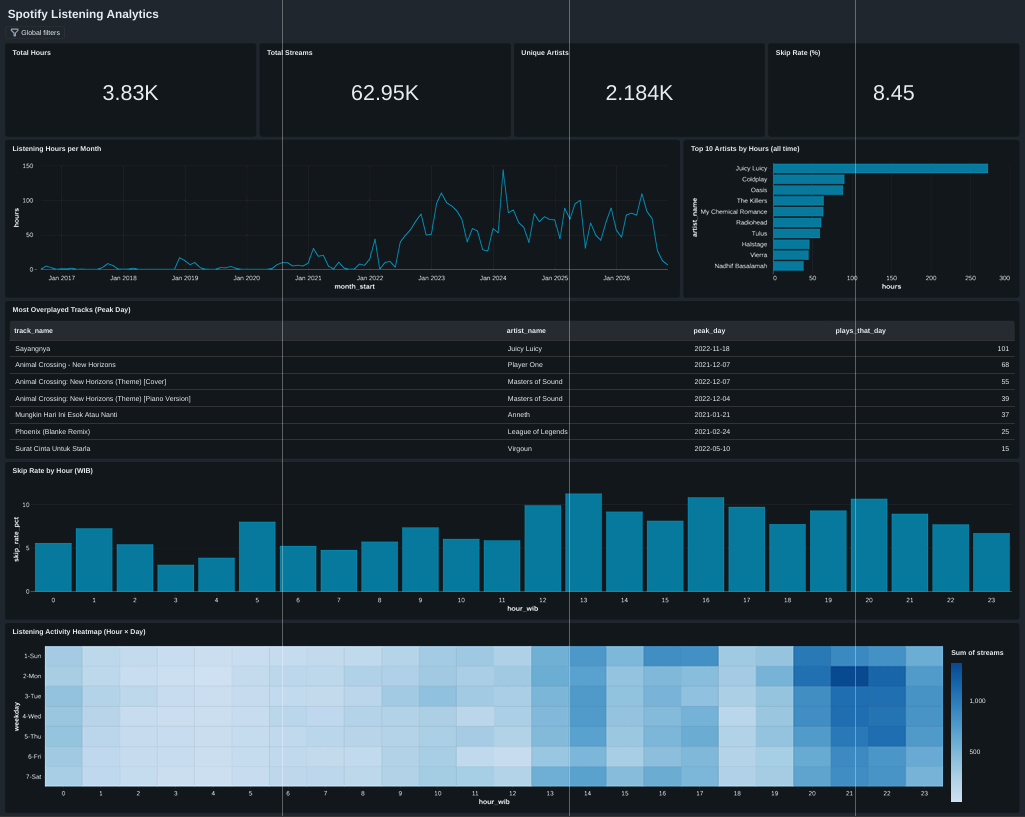 Spotify Listening Analytics
Global filters
Total Hours
Total Streams
Unique Artists
Skip Rate (%)
3.83K
62.95K
2.184K
8.45
Listening Hours per Month
150
100
50
0
hours
Jan 2017 Jan 2018 Jan 2019 Jan 2020 Jan 2021 Jan 2022 Jan 2023 Jan 2024 Jan 2025 Jan 2026
month_start
Top 10 Artists by Hours (all time)
artist_name
Juicy Luicy
Coldplay
Oasis
The Killers
My Chemical Romance
Radiohead
Tulus
Halstage
Vierra
Nadhif Basalamah
0 50 100 150 200 250 300
hours
Most Overplayed Tracks (Peak Day)
track_name artist_name peak_day plays_that_day
Sayangnya Juicy Luicy 2022-11-18 101
Animal Crossing - New Horizons Player One 2021-12-07 68
Animal Crossing: New Horizons (Theme) [Cover] Masters of Sound 2022-12-07 55
Animal Crossing: New Horizons (Theme) [Piano Version] Masters of Sound 2022-12-04 39
Mungkin Hari Ini Esok Atau Nanti Anneth 2021-01-21 37
Phoenix (Blanke Remix) League of Legends 2021-02-24 25
Surat Cinta Untuk Starla Virgoun 2022-05-10 15
Skip Rate by Hour (WIB)
skip_rate_pct
10
5
0
0 1 2 3 4 5 6 7 8 9 10 11 12 13 14 15 16 17 18 19 20 21 22 23
hour_wib
Listening Activity Heatmap (Hour × Day)
weekday
1-Sun
2-Mon
3-Tue
4-Wed
5-Thu
6-Fri
7-Sat
0 1 2 3 4 5 6 7 8 9 10 11 12 13 14 15 16 17 18 19 20 21 22 23
hour_wib
Sum of streams
1,000
500